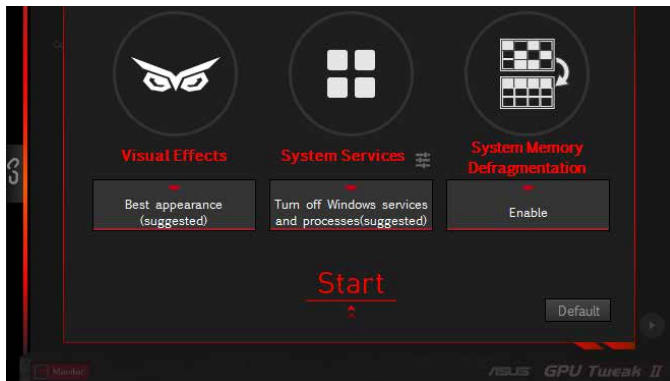 Visual Effects
System Services
System Memory
Defragmentation
Best appearance
(suggested)
Turn off Windows services
and processes(suggested)
Enable
Start
Default
Monitor
ASUS GPU Tweak II